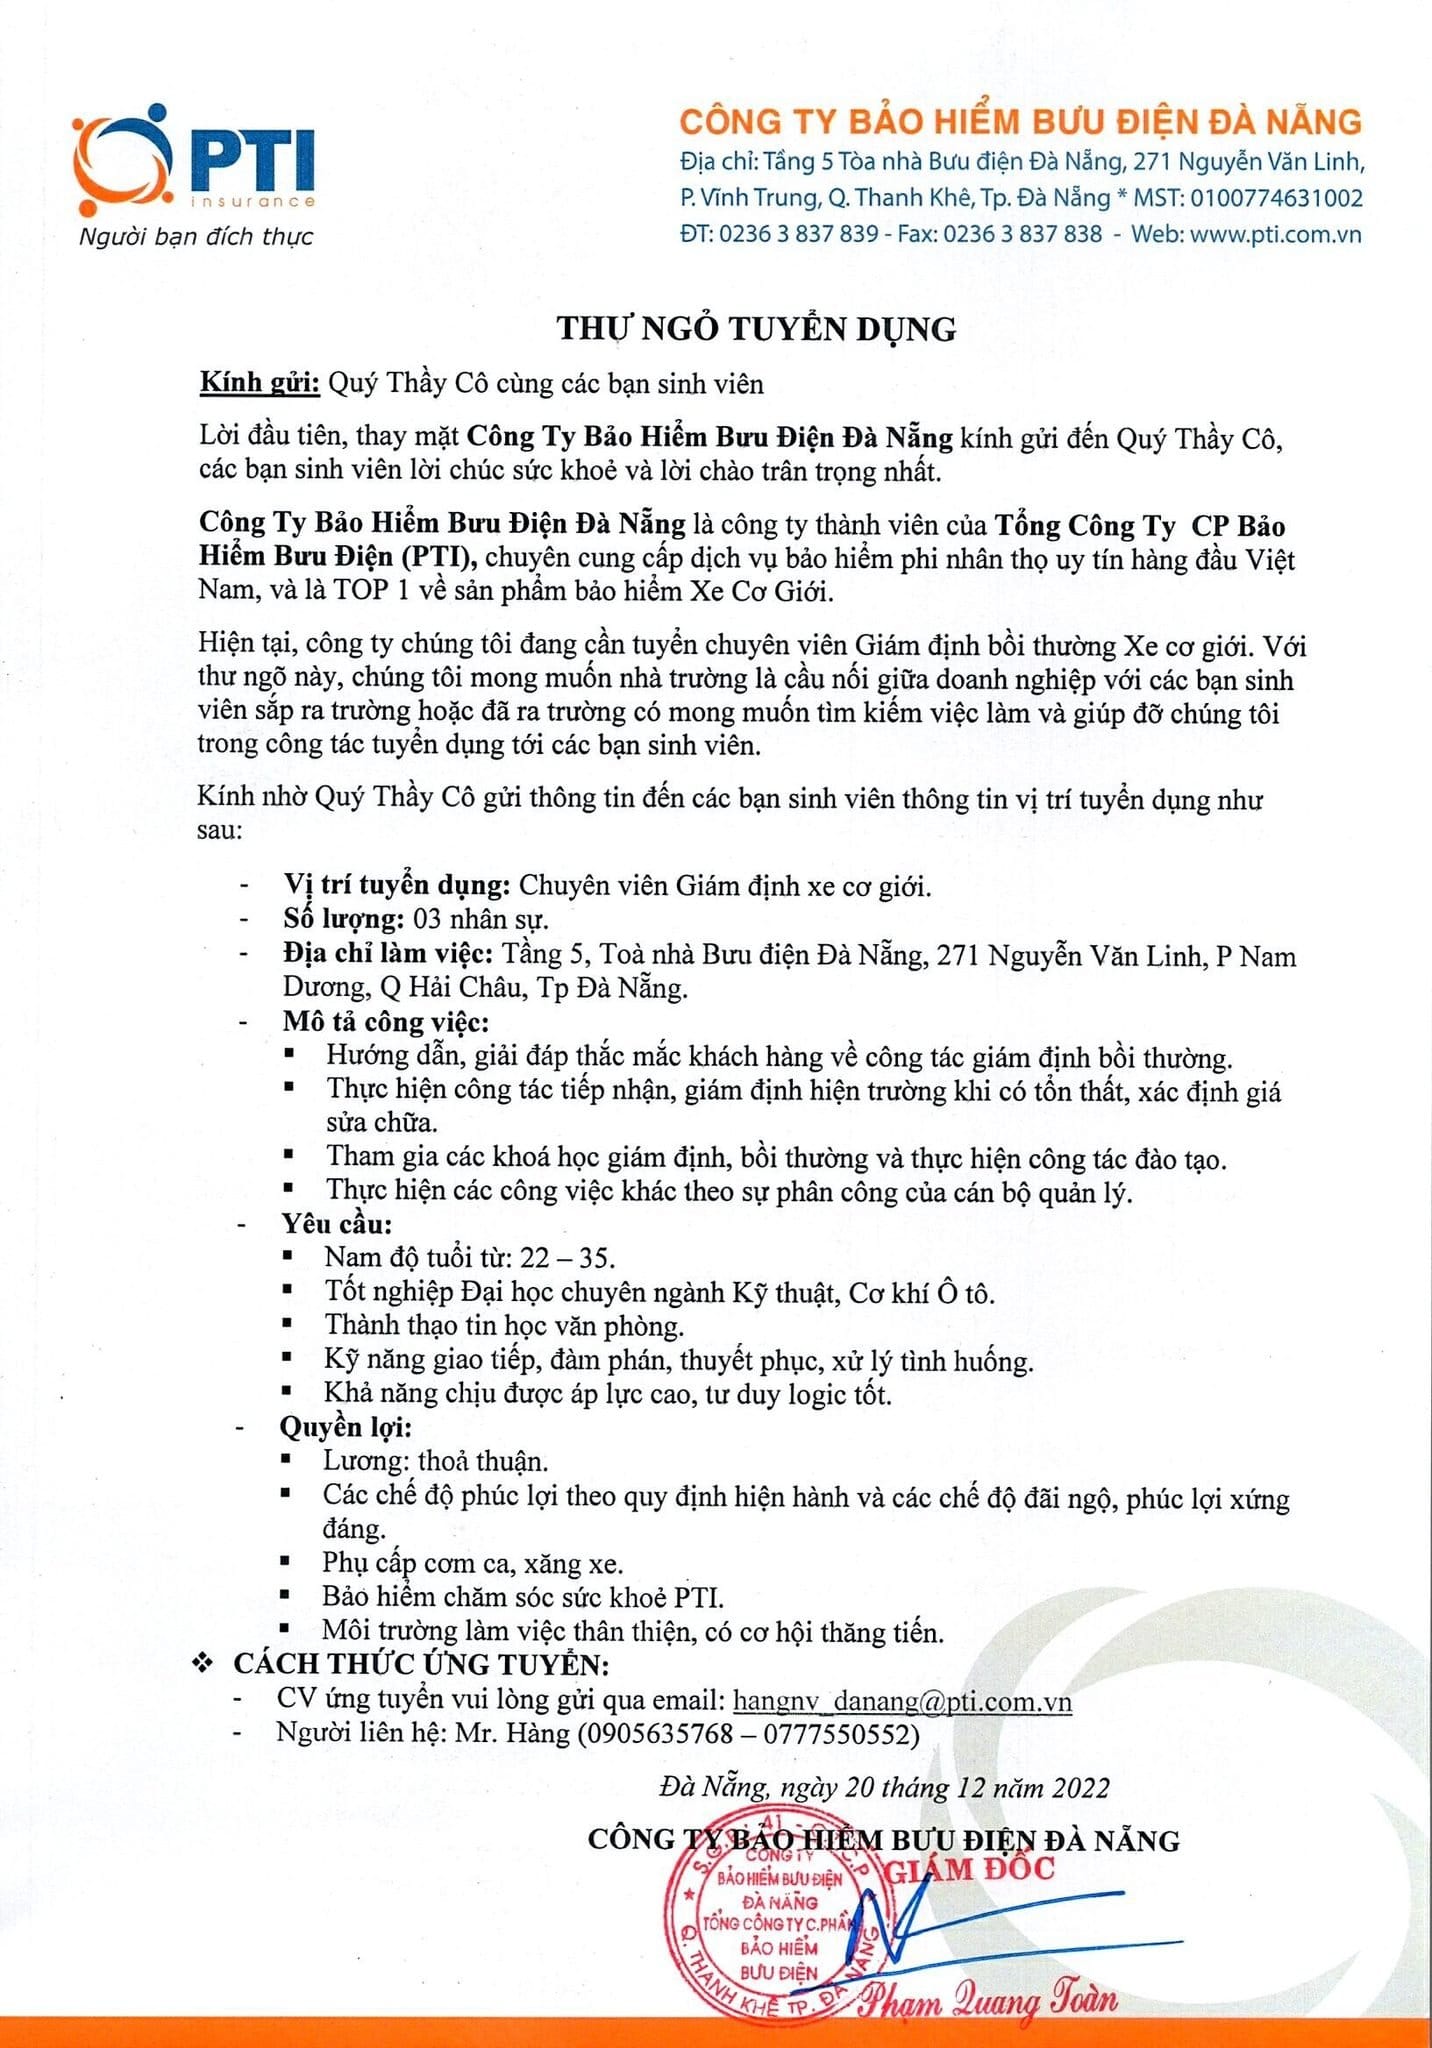 PTI
insurance
Người bạn đích thực
CÔNG TY BẢO HIỂM BƯU ĐIỆN ĐÀ NẴNG
Địa chỉ: Tầng 5 Tòa nhà Bưu điện Đà Nẵng, 271 Nguyễn Văn Linh,
P. Vĩnh Trung, Q. Thanh Khê, Tp. Đà Nẵng * MST: 0100774631002
ĐT: 0236 3 837 839 - Fax: 0236 3 837 838 - Web: www.pti.com.vn
THƯ NGỎ TUYỂN DỤNG
Kính gửi: Quý Thầy Cô cùng các bạn sinh viên
Lời đầu tiên, thay mặt Công Ty Bảo Hiểm Bưu Điện Đà Nẵng kính gửi đến Quý Thầy Cô,
các bạn sinh viên lời chúc sức khoẻ và lời chào trân trọng nhất.
Công Ty Bảo Hiểm Bưu Điện Đà Nẵng là công ty thành viên của Tổng Công Ty CP Bảo
Hiểm Bưu Điện (PTI), chuyên cung cấp dịch vụ bảo hiểm phi nhân thọ uy tín hàng đầu Việt
Nam, và là TOP 1 về sản phẩm bảo hiểm Xe Cơ Giới.
Hiện tại, công ty chúng tôi đang cần tuyển chuyên viên Giám định bồi thường Xe cơ giới. Với
thư ngõ này, chúng tôi mong muốn nhà trường là cầu nối giữa doanh nghiệp với các bạn sinh
viên sắp ra trường hoặc đã ra trường có mong muốn tìm kiếm việc làm và giúp đỡ chúng tôi
trong công tác tuyển dụng tới các bạn sinh viên.
Kính nhờ Quý Thầy Cô gửi thông tin đến các bạn sinh viên thông tin vị trí tuyển dụng như
sau:
- Vị trí tuyển dụng: Chuyên viên Giám định xe cơ giới.
- Số lượng: 03 nhân sự.
- Địa chỉ làm việc: Tầng 5, Toà nhà Bưu điện Đà Nẵng, 271 Nguyễn Văn Linh, P Nam
Dương, Q Hải Châu, Tp Đà Nẵng.
- Mô tả công việc:
▪ Hướng dẫn, giải đáp thắc mắc khách hàng về công tác giám định bồi thường.
▪ Thực hiện công tác tiếp nhận, giám định hiện trường khi có tổn thất, xác định giá
sửa chữa.
▪ Tham gia các khoá học giám định, bồi thường và thực hiện công tác đào tạo.
▪ Thực hiện các công việc khác theo sự phân công của cán bộ quản lý.
- Yêu cầu:
▪ Nam độ tuổi từ: 22 – 35.
▪ Tốt nghiệp Đại học chuyên ngành Kỹ thuật, Cơ khí Ô tô.
▪ Thành thạo tin học văn phòng.
▪ Kỹ năng giao tiếp, đàm phán, thuyết phục, xử lý tình huống.
▪ Khả năng chịu được áp lực cao, tư duy logic tốt.
- Quyền lợi:
▪ Lương: thoả thuận.
▪ Các chế độ phúc lợi theo quy định hiện hành và các chế độ đãi ngộ, phúc lợi xứng
đáng.
▪ Phụ cấp cơm ca, xăng xe.
▪ Bảo hiểm chăm sóc sức khoẻ PTI.
▪ Môi trường làm việc thân thiện, có cơ hội thăng tiến.
❖ CÁCH THỨC ỨNG TUYỂN:
- CV ứng tuyển vui lòng gửi qua email: hangnv_danang@pti.com.vn
- Người liên hệ: Mr. Hàng (0905635768 – 0777550552)
Đà Nẵng, ngày 20 tháng 12 năm 2022
CÔNG TY BẢO HIỂM BƯU ĐIỆN ĐÀ NẴNG
GIÁM ĐỐC
CÔNG TY
BẢO HIỂM BƯU ĐIỆN
ĐÀ NẴNG
TỔNG CÔNG TY C.PHẦN
BẢO HIỂM
BƯU ĐIỆN
Q. THANH KHÊ TP. ĐÀ NẴNG
Phạm Quang Toàn